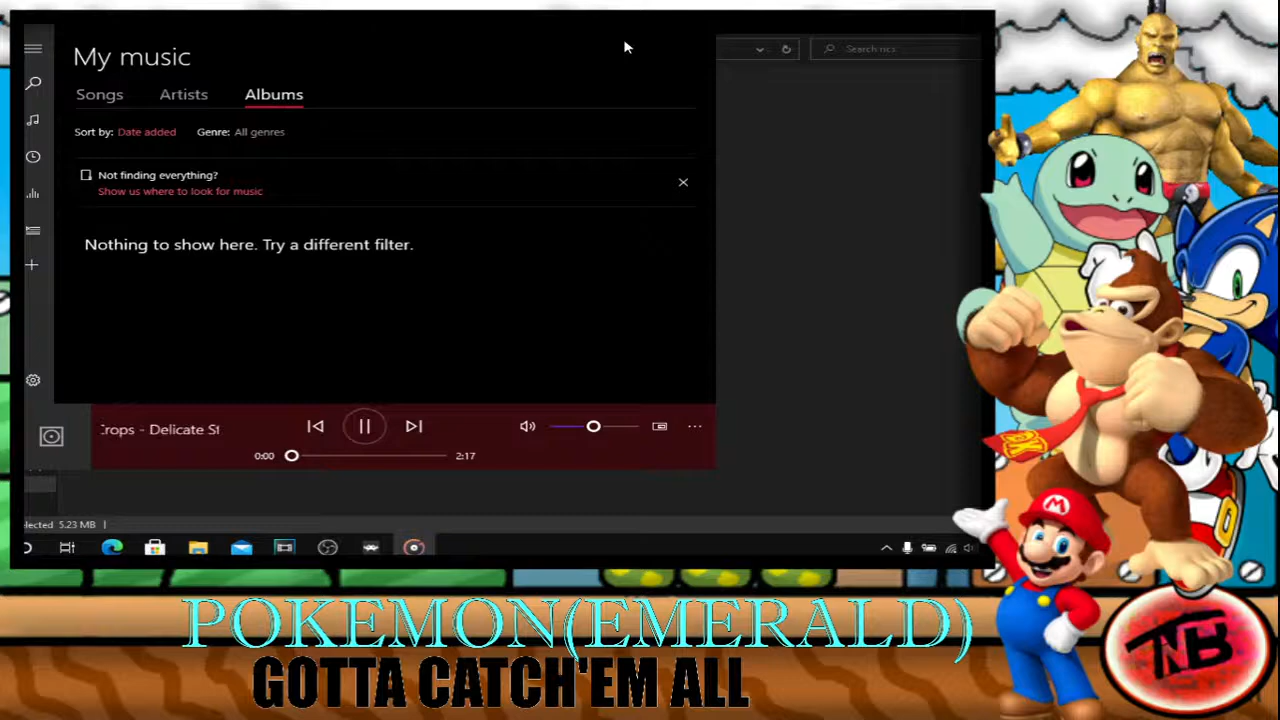 My music
Songs Artists Albums
Sort by: Date added Genre: All genres
Not finding everything?
Show us where to look for music
Nothing to show here. Try a different filter.
Crops - Delicate St
0:00 2:17
5.23 MB
POKEMON(EMERALD)
GOTTA CATCH'EM ALL
TNB
DK
M